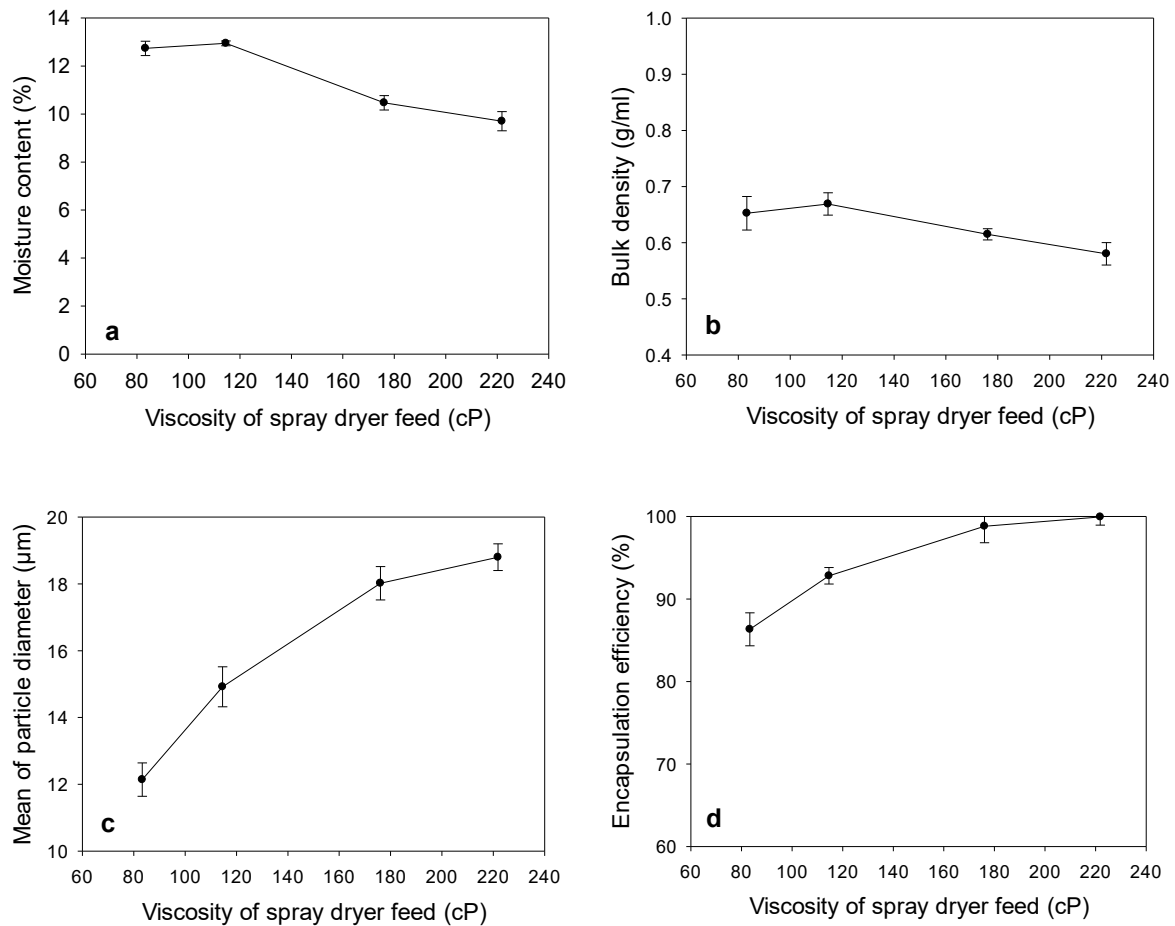 Moisture content (%)
14
12
10
8
6
4
2
0
a
60 80 100 120 140 160 180 200 220 240
Viscosity of spray dryer feed (cP)
Bulk density (g/ml)
1.0
0.9
0.8
0.7
0.6
0.5
0.4
b
60 80 100 120 140 160 180 200 220 240
Viscosity of spray dryer feed (cP)
Mean of particle diameter (µm)
20
18
16
14
12
10
c
60 80 100 120 140 160 180 200 220 240
Viscosity of spray dryer feed (cP)
Encapsulation efficiency (%)
100
90
80
70
60
d
60 80 100 120 140 160 180 200 220 240
Viscosity of spray dryer feed (cP)